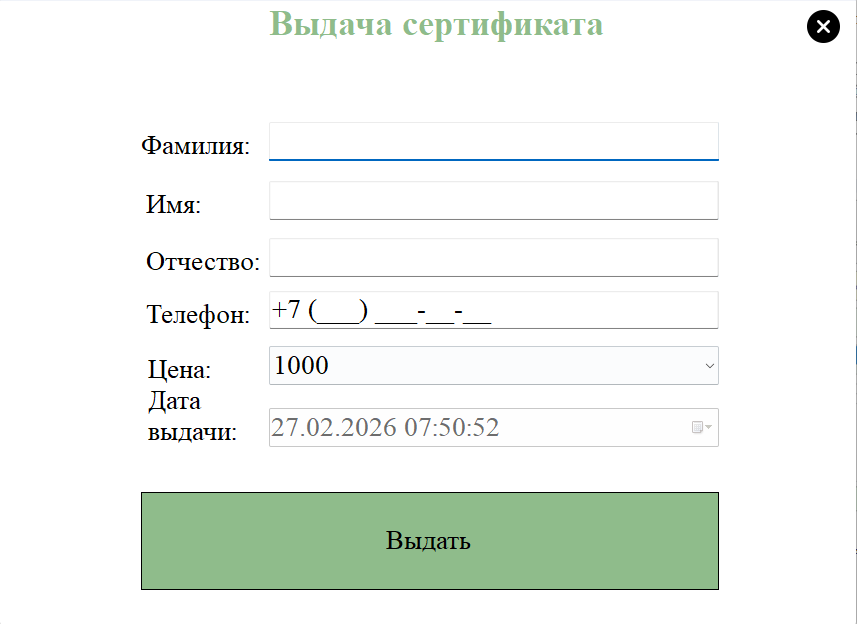 Выдача сертификата
Фамилия:
Имя:
Отчество:
Телефон: +7 (___) ___-__-__
Цена: 1000
Дата
выдачи: 27.02.2026 07:50:52
Выдать